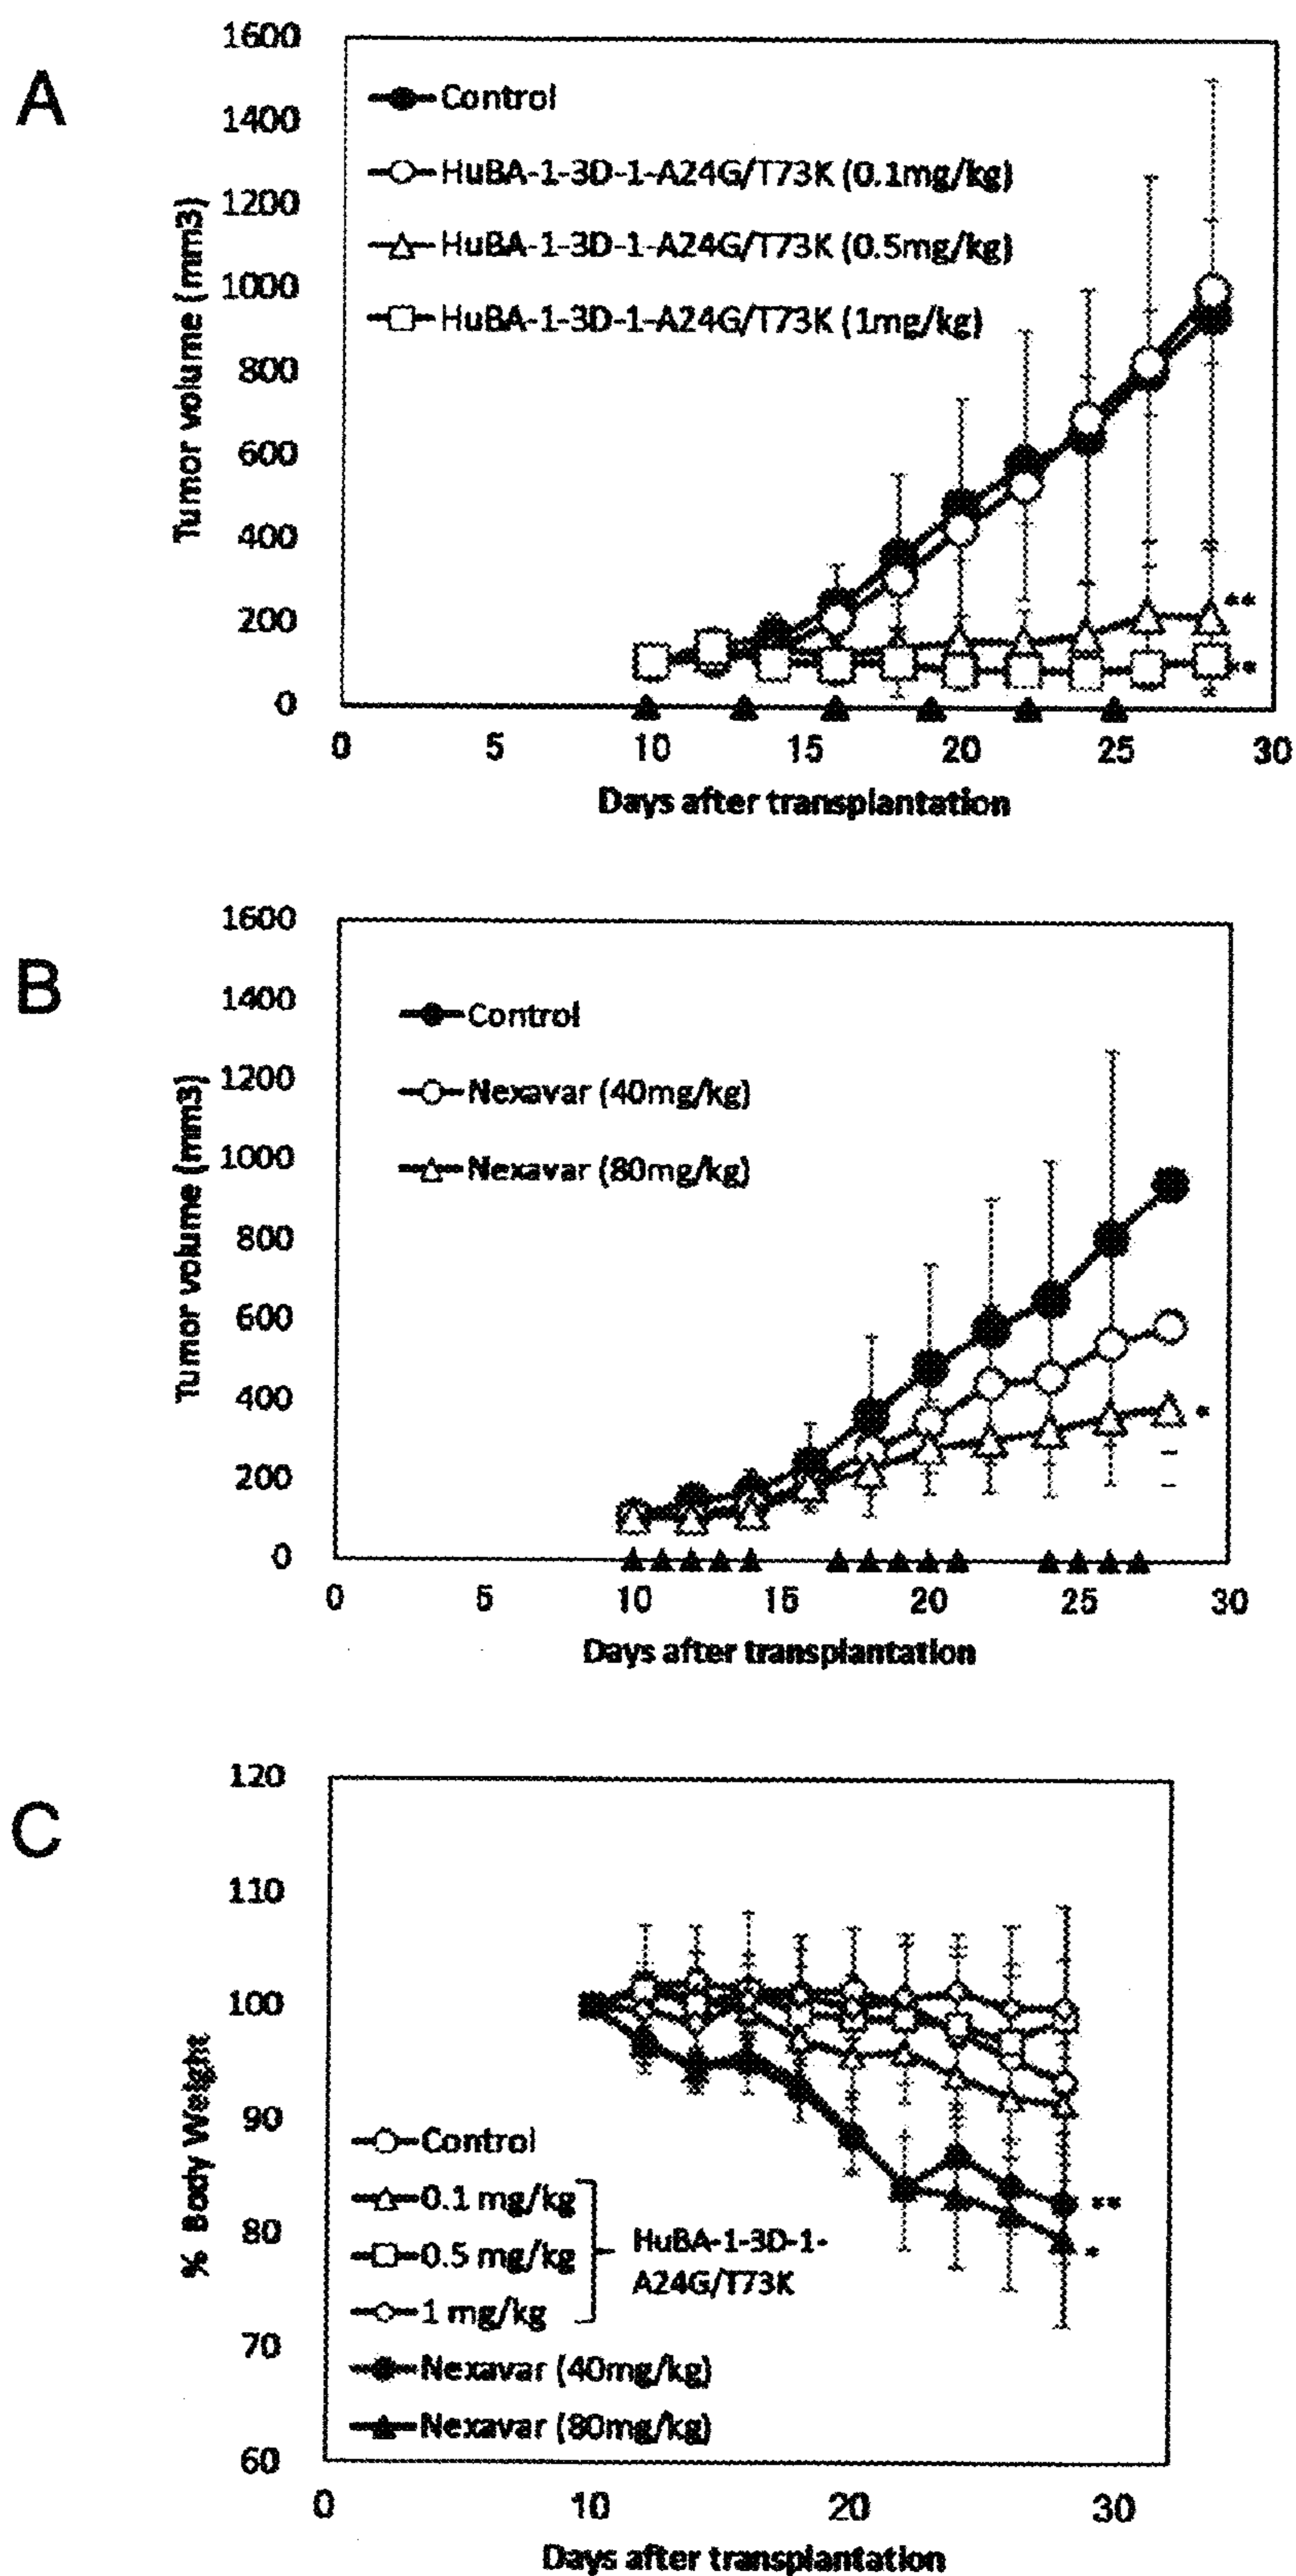 A
1600
1400
1200
1000
800
600
400
200
0
Tumor volume (mm3)
Control
HuBA-1-3D-1-A24G/T73K (0.1mg/kg)
HuBA-1-3D-1-A24G/T73K (0.5mg/kg)
HuBA-1-3D-1-A24G/T73K (1mg/kg)
**
**
0 5 10 15 20 25 30
Days after transplantation
B
1600
1400
1200
1000
800
600
400
200
0
Tumor volume (mm3)
Control
Nexavar (40mg/kg)
Nexavar (80mg/kg)
*
0 5 10 15 20 25 30
Days after transplantation
C
120
110
100
90
80
70
60
% Body Weight
Control
0.1 mg/kg
0.5 mg/kg
1 mg/kg
HuBA-1-3D-1-
A24G/T73K
Nexavar (40mg/kg)
Nexavar (80mg/kg)
**
*
0 10 20 30
Days after transplantation